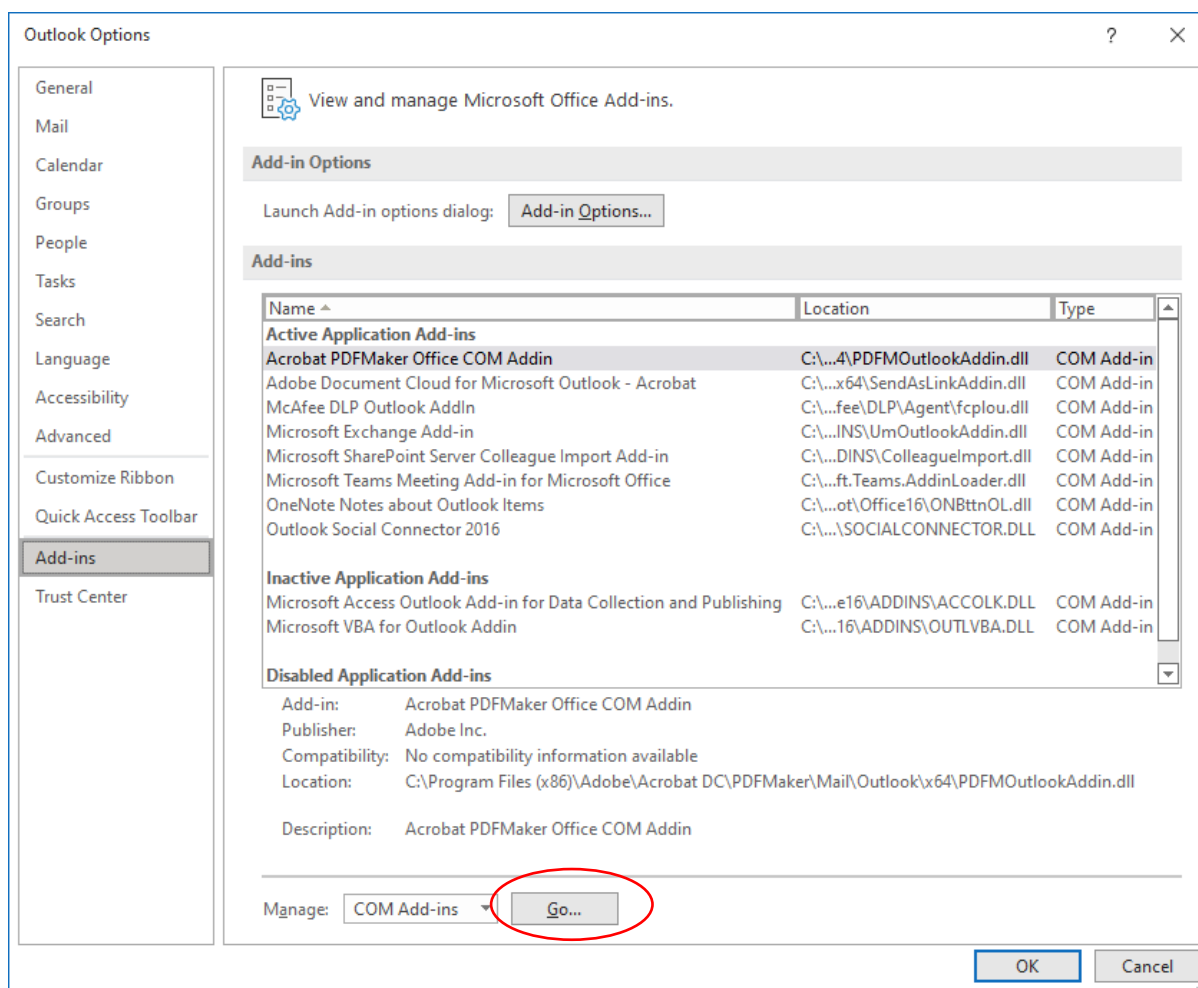 Outlook Options
?
General
Mail
Calendar
Groups
People
Tasks
Search
Language
Accessibility
Advanced
Customize Ribbon
Quick Access Toolbar
Add-ins
Trust Center
View and manage Microsoft Office Add-ins.
Add-in Options
Launch Add-in options dialog: Add-in Options...
Add-ins
Name Location Type
Active Application Add-ins
Acrobat PDFMaker Office COM Addin C:\...4\PDFMOutlookAddin.dll COM Add-in
Adobe Document Cloud for Microsoft Outlook - Acrobat C:\...x64\SendAsLinkAddin.dll COM Add-in
McAfee DLP Outlook AddIn C:\...fee\DLP\Agent\fcplou.dll COM Add-in
Microsoft Exchange Add-in C:\...INS\UmOutlookAddin.dll COM Add-in
Microsoft SharePoint Server Colleague Import Add-in C:\...DINS\ColleagueImport.dll COM Add-in
Microsoft Teams Meeting Add-in for Microsoft Office C:\...ft.Teams.AddinLoader.dll COM Add-in
OneNote Notes about Outlook Items C:\...ot\Office16\ONBttnOL.dll COM Add-in
Outlook Social Connector 2016 C:\...\SOCIALCONNECTOR.DLL COM Add-in
Inactive Application Add-ins
Microsoft Access Outlook Add-in for Data Collection and Publishing C:\...e16\ADDINS\ACCOLK.DLL COM Add-in
Microsoft VBA for Outlook Addin C:\...16\ADDINS\OUTLVBA.DLL COM Add-in
Disabled Application Add-ins
Add-in: Acrobat PDFMaker Office COM Addin
Publisher: Adobe Inc.
Compatibility: No compatibility information available
Location: C:\Program Files (x86)\Adobe\Acrobat DC\PDFMaker\Mail\Outlook\x64\PDFMOutlookAddin.dll
Description: Acrobat PDFMaker Office COM Addin
Manage: COM Add-ins Go...
OK Cancel